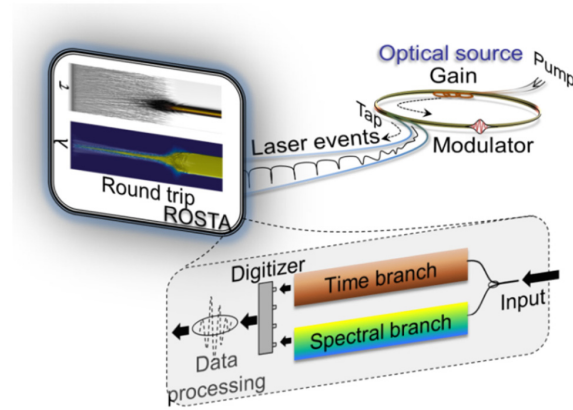 Optical source
Gain
Pump
Tap
Modulator
Laser events
τ
λ
Round trip
ROSTA
Digitizer
Time branch
Input
Spectral branch
Data
processing